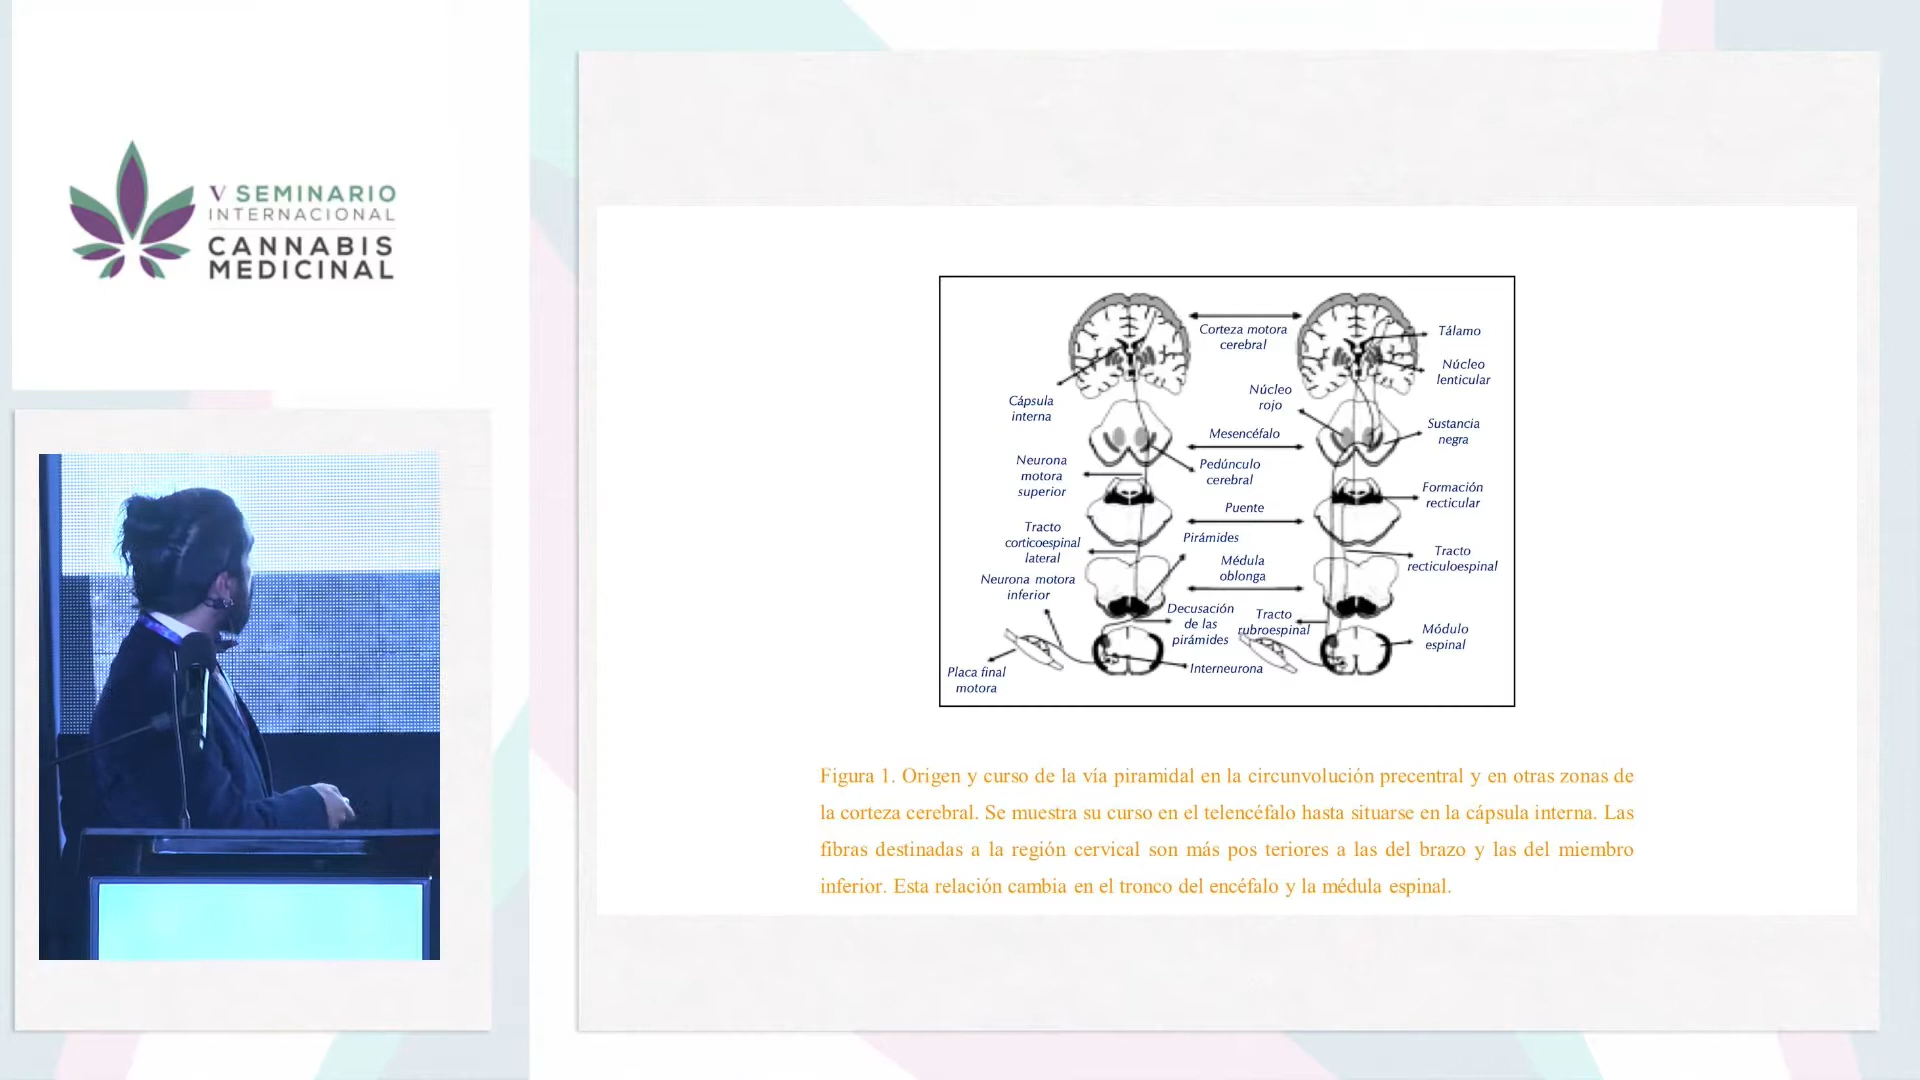 V SEMINARIO
INTERNACIONAL
CANNABIS
MEDICINAL
Corteza motora
cerebral
Tálamo
Núcleo
lenticular
Núcleo
rojo
Cápsula
interna
Mesencéfalo
Sustancia
negra
Neurona
motora
superior
Pedúnculo
cerebral
Formación
recticular
Puente
Tracto
corticoespinal
lateral
Pirámides
Médula
oblonga
Tracto
recticuloespinal
Neurona motora
inferior
Decusación
de las
pirámides
Tracto
rubroespinal
Módulo
espinal
Interneurona
Placa final
motora
Figura 1. Origen y curso de la vía piramidal en la circunvolución precentral y en otras zonas de
la corteza cerebral. Se muestra su curso en el telencéfalo hasta situarse en la cápsula interna. Las
fibras destinadas a la región cervical son más pos teriores a las del brazo y las del miembro
inferior. Esta relación cambia en el tronco del encéfalo y la médula espinal.